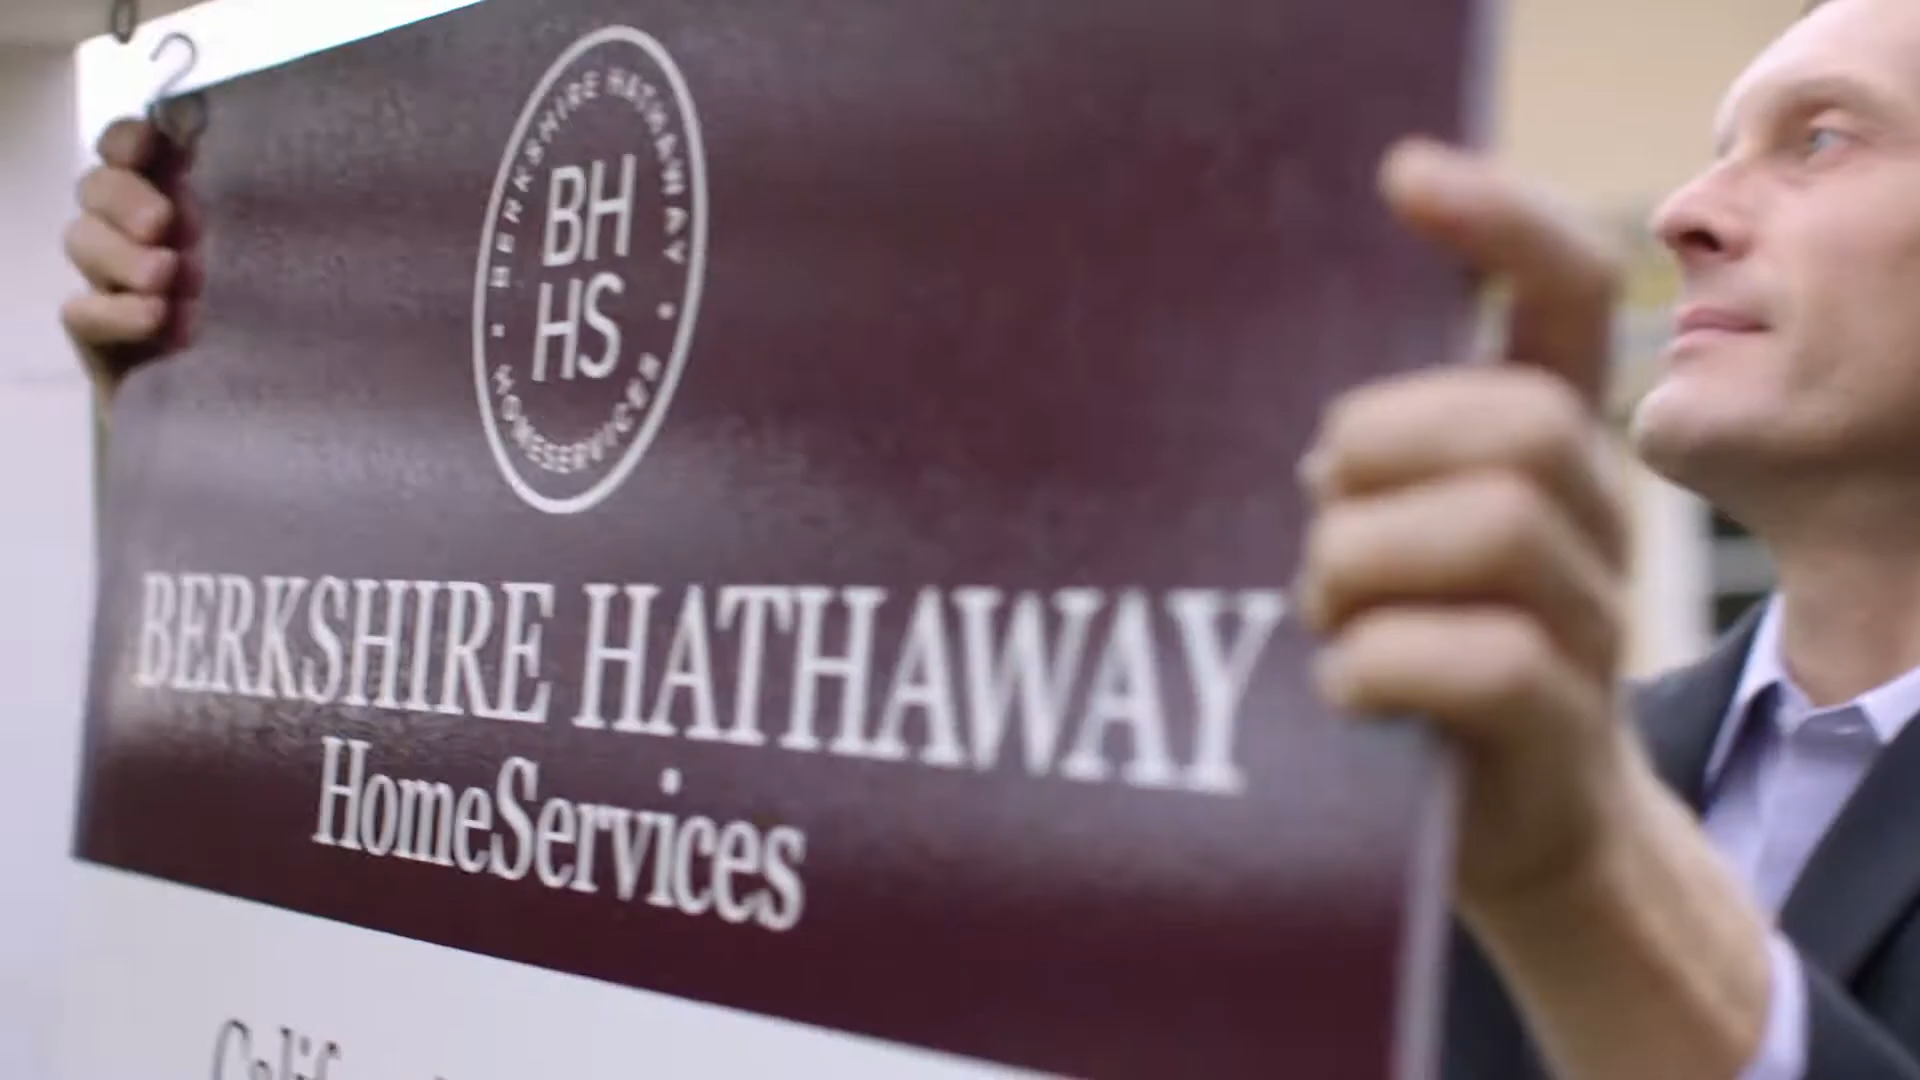 BERKSHIRE HATHAWAY
BH
HS
• HOMESERVICES •
BERKSHIRE HATHAWAY
HomeServices